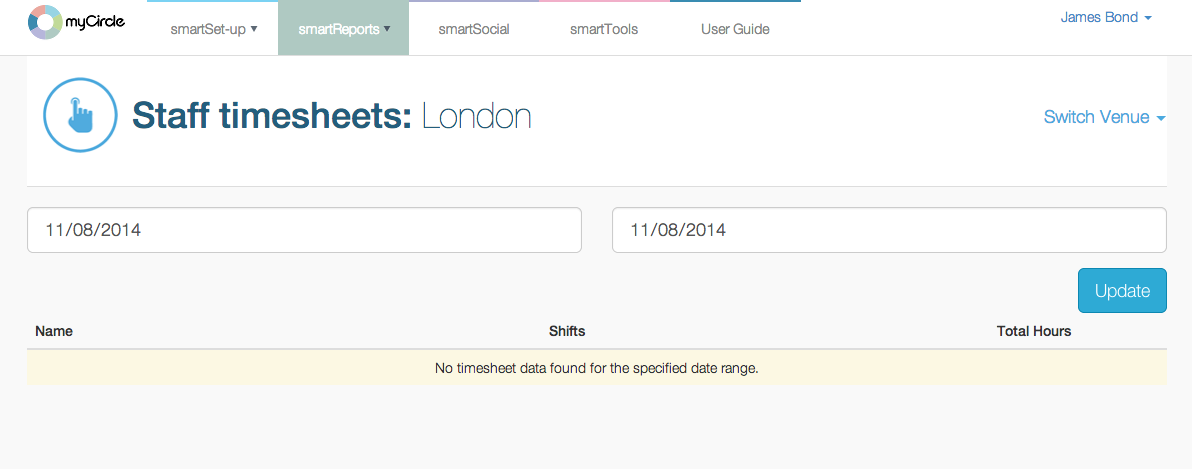 myCircle
smartSet-up
smartReports
smartSocial
smartTools
User Guide
James Bond
Staff timesheets: London
Switch Venue
11/08/2014
11/08/2014
Update
Name Shifts Total Hours
No timesheet data found for the specified date range.